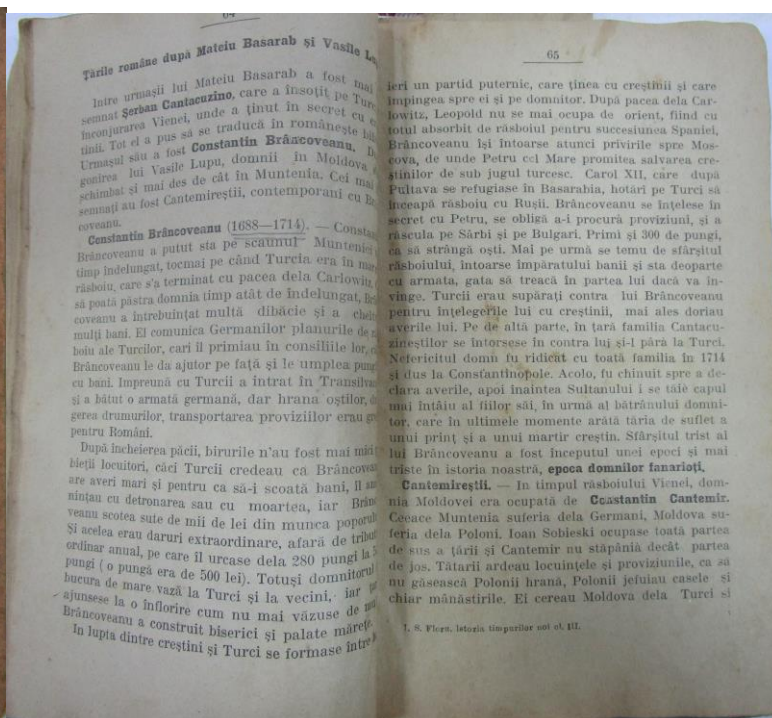 64
Țările române după Mateiu Basarab și Vasile
Intre urmașii lui Mateiu Basarab a fost mai
semnat Șerban Cantacuzino, care a însoțit pe
înconjurarea Vienei, unde a ținut în secret cu
tinii. Tot el a pus să se traducă în românește
Urmașul său a fost Constantin Brâncoveanu.
gonirea lui Vasile Lupu, domnii în Moldova
schimbat și mai des de cât în Muntenia. Cei mai
semnați au fost Cantemireștii, contemporani cu
coveanu.
Constantin Brâncoveanu (1688—1714). —
Brâncoveanu a putut sta pe scaunul Munteniei
timp îndelungat, tocmai pe când Turcia era în
răsboiu, care s'a terminat cu pacea dela Carlowitz.
să poată păstra domnia timp atât de îndelungat,
coveanu a întrebuințat multă dibăcie și a
mulți bani. El comunica Germanilor planurile de
boiu ale Turcilor, cari îl primiau în consiliile lor,
Brâncoveanu le da ajutor pe față și le umplea
cu bani. Impreună cu Turcii a intrat în
și a bătut o armată germană, dar hrana oștilor,
gerea drumurilor, transportarea proviziilor erau
pentru Români.
După încheierea păcii, birurile n'au fost mai mici
bieții locuitori, căci Turcii credeau că
are averi mari și pentru ca să-i scoată bani, îl
nințau cu detronarea sau cu moartea, iar
veanu scotea sute de mii de lei din munca
Și acelea erau daruri extraordinare, afară de
ordinar anual, pe care îl urcase dela 280 pungi la
pungi (o pungă era de 500 lei). Totuși domnitorul
bucura de mare vază la Turci și la vecini, iar
ajunsese la o înflorire cum nu mai văzuse de
Brâncoveanu a construit biserici și palate mărețe.
In lupta dintre creștini și Turci se formase între
65
ieri un partid puternic, care ținea cu creștinii și care
împingea spre ei și pe domnitor. După pacea dela Car-
lowitz, Leopold nu se mai ocupa de orient, fiind cu
totul absorbit de răsboiul pentru succesiunea Spaniei,
Brâncoveanu își întoarse atunci privirile spre Mos-
cova, de unde Petru cel Mare promitea salvarea cre-
știnilor de sub jugul turcesc. Carol XII, care după
Pultava se refugiase în Basarabia, hotărî pe Turci să
înceapă răsboiu cu Rușii. Brâncoveanu se înțelese în
secret cu Petru, se obligă a-i procură proviziuni, și a
răscula pe Sârbi și pe Bulgari. Primi și 300 de pungi,
ca să strângă oști. Mai pe urmă se temu de sfârșitul
răsboiului, întoarse împăratului banii și sta deoparte
cu armata, gata să treacă în partea lui dacă va în-
vinge. Turcii erau supărați contra lui Brâncoveanu
pentru înțelegerile lui cu creștinii, mai ales doriau
averile lui. Pe de altă parte, în țară familia Cantacu-
zineștilor se întorsese în contra lui și-l pâră la Turci.
Nefericitul domn fu ridicat cu toată familia în 1714
și dus la Constantinopole. Acolo, fu chinuit spre a de-
clara averile, apoi înaintea Sultanului i se tăie capul
mai întâiu al fiilor săi, în urmă al bătrânului domni-
tor, care în ultimele momente arătă tăria de suflet a
unui prinț și a unui martir creștin. Sfârșitul trist al
lui Brâncoveanu a fost începutul unei epoci și mai
triste în istoria noastră, epoca domnilor fanarioți.
Cantemireștii. — In timpul răsboiului Vienei, dom-
nia Moldovei era ocupată de Constantin Cantemir.
Ceeace Muntenia suferia dela Germani, Moldova su-
feria dela Poloni. Ioan Sobieski ocupase toată partea
de sus a țării și Cantemir nu stăpânia decât partea
de jos. Tătarii ardeau locuințele și proviziunile, ca să
nu găsească Polonii hrană, Polonii jefuiau casele și
chiar mânăstirile. Ei cereau Moldova dela Turci și
I. S. Floru, Istoria timpurilor noi cl. III.